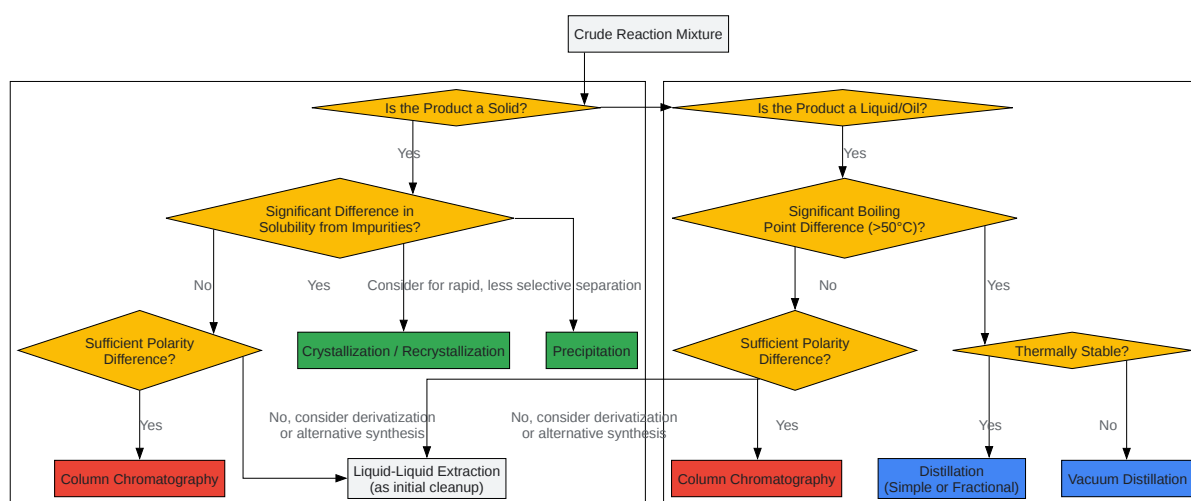 Crude Reaction Mixture
Is the Product a Solid?
Is the Product a Liquid/Oil?
Yes
Yes
Significant Difference in
Solubility from Impurities?
Significant Boiling
Point Difference (>50°C)?
No
Yes
Consider for rapid, less selective separation
No
Yes
Sufficient Polarity
Difference?
Crystallization / Recrystallization
Precipitation
Sufficient Polarity
Difference?
Thermally Stable?
Yes
No, consider derivatization
or alternative synthesis
No, consider derivatization
or alternative synthesis
Yes
Yes
No
Column Chromatography
Liquid-Liquid Extraction
(as initial cleanup)
Column Chromatography
Distillation
(Simple or Fractional)
Vacuum Distillation